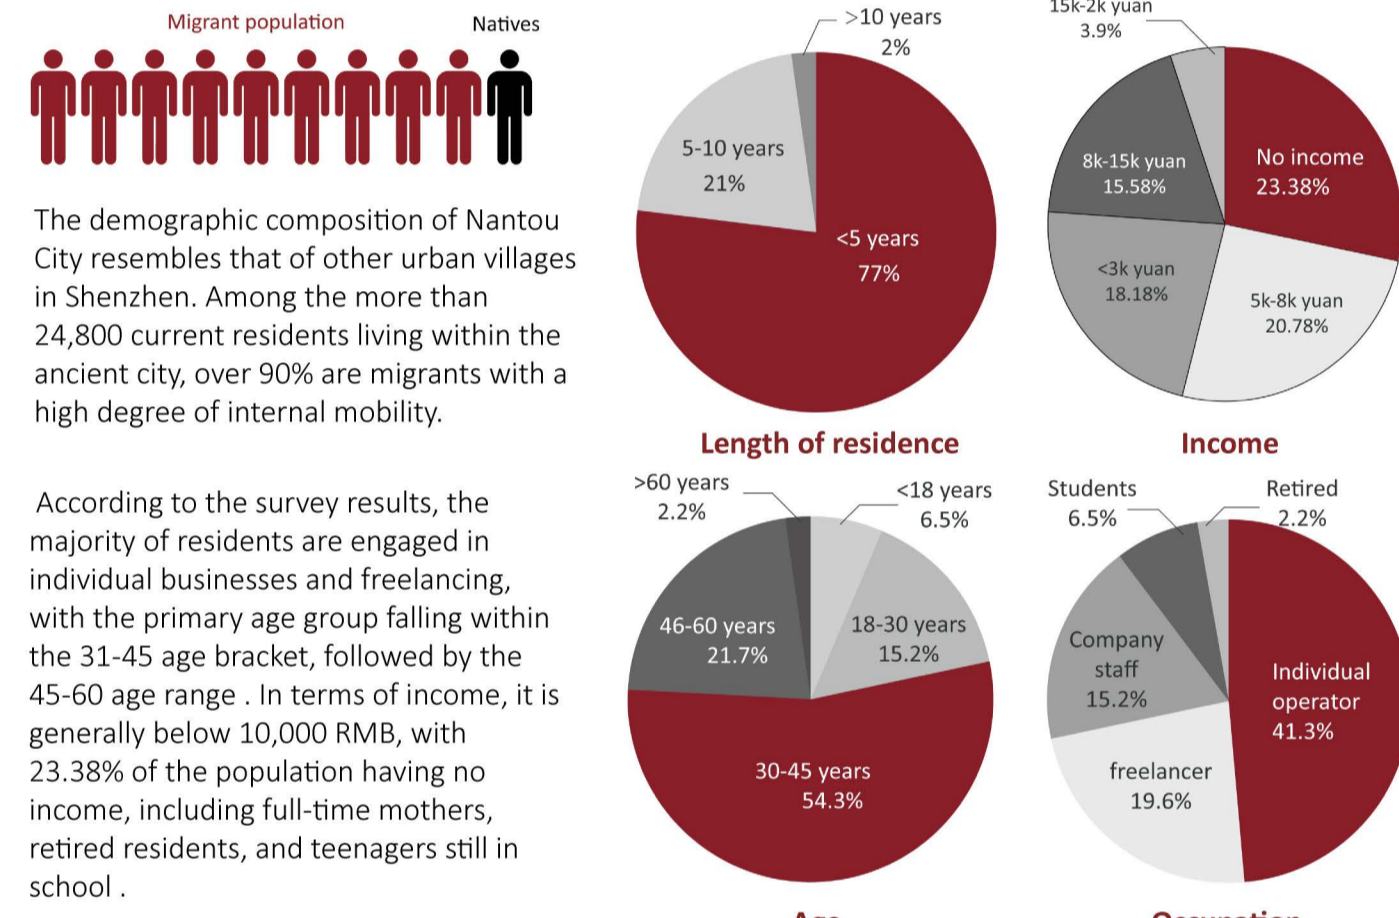 Migrant population
Natives
The demographic composition of Nantou
City resembles that of other urban villages
in Shenzhen. Among the more than
24,800 current residents living within the
ancient city, over 90% are migrants with a
high degree of internal mobility.
According to the survey results, the
majority of residents are engaged in
individual businesses and freelancing,
with the primary age group falling within
the 31-45 age bracket, followed by the
45-60 age range . In terms of income, it is
generally below 10,000 RMB, with
23.38% of the population having no
income, including full-time mothers,
retired residents, and teenagers still in
school .
>10 years
2%
5-10 years
21%
<5 years
77%
Length of residence
15k-2k yuan
3.9%
8k-15k yuan
15.58%
No income
23.38%
<3k yuan
18.18%
5k-8k yuan
20.78%
Income
>60 years
2.2%
<18 years
6.5%
46-60 years
21.7%
18-30 years
15.2%
30-45 years
54.3%
Age
Students
6.5%
Retired
2.2%
Company
staff
15.2%
Individual
operator
41.3%
freelancer
19.6%
Occupation